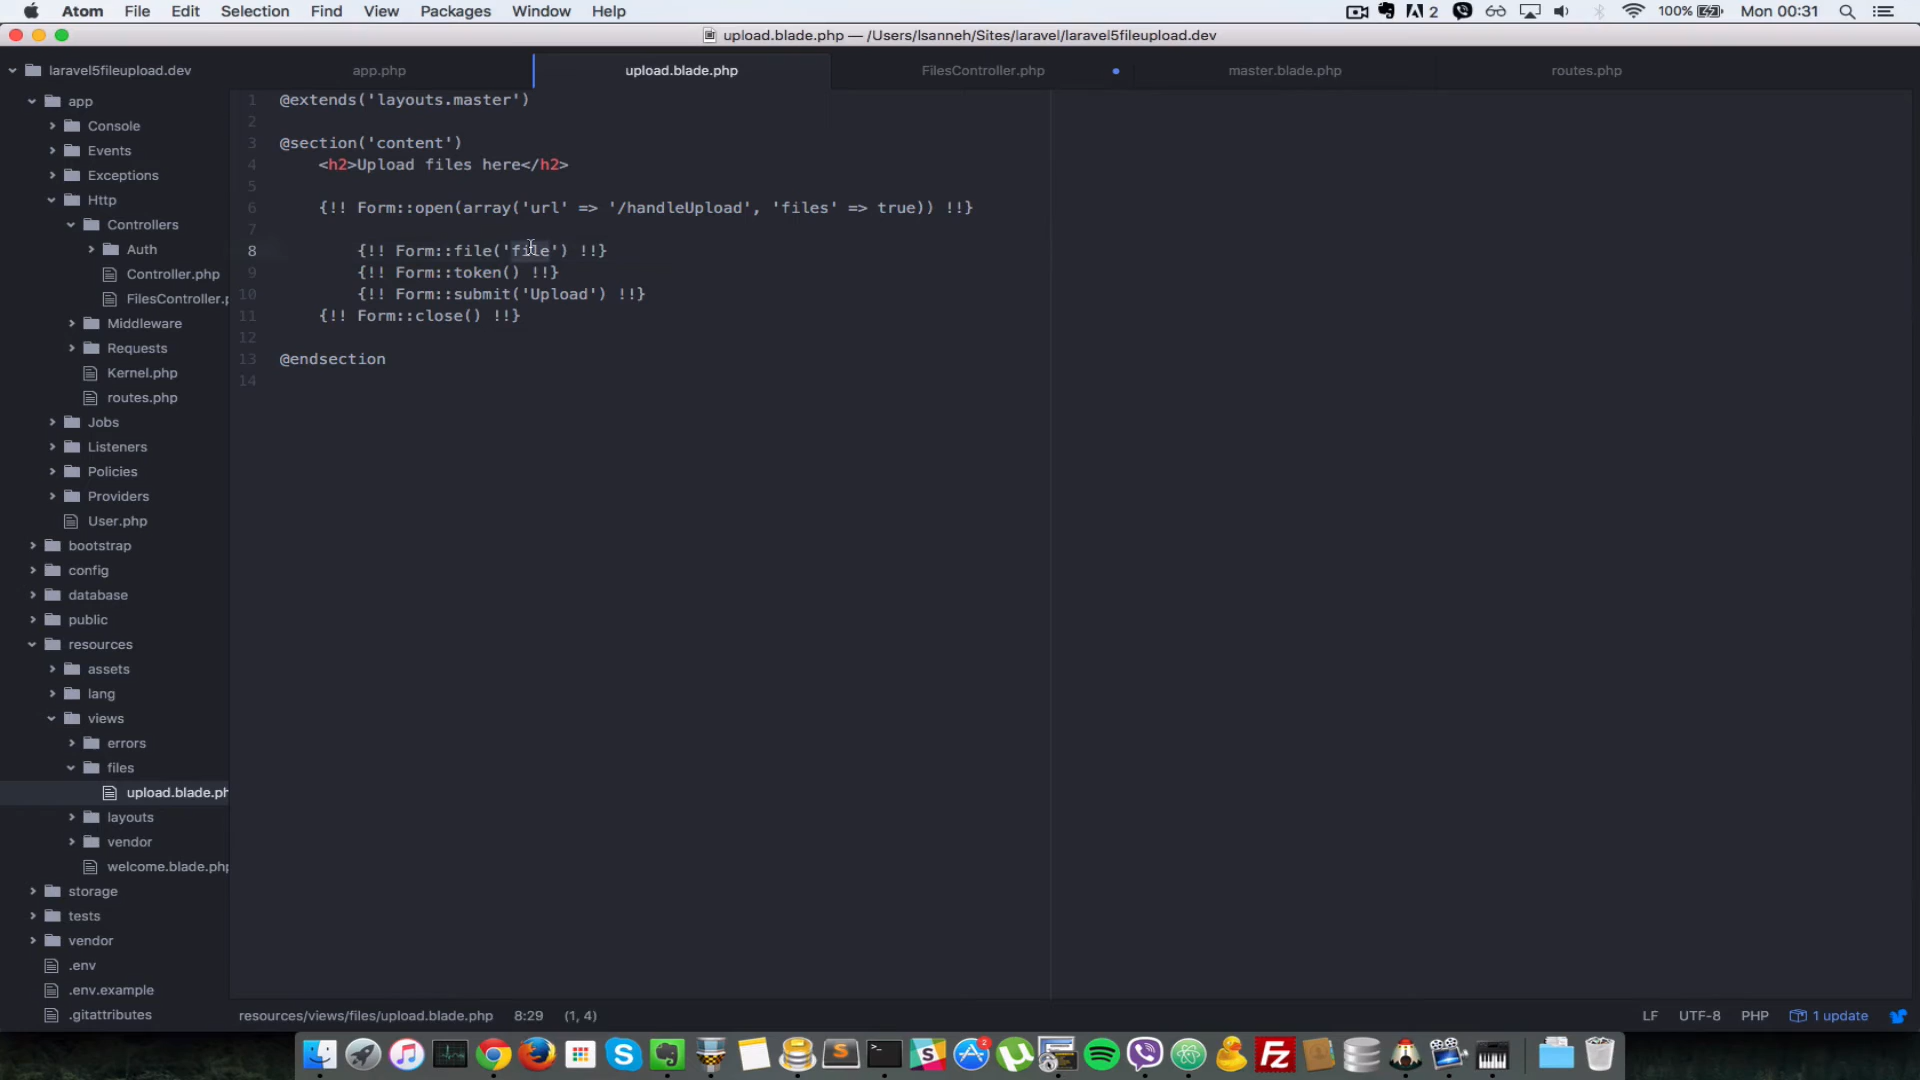 Atom File Edit Selection Find View Packages Window Help 2 100% Mon 00:31
upload.blade.php — /Users/lsanneh/Sites/laravel/laravel5fileupload.dev
laravel5fileupload.dev
app.php upload.blade.php FilesController.php master.blade.php routes.php
app
Console
Events
Exceptions
Http
Controllers
Auth
Controller.php
FilesController.p
Middleware
Requests
Kernel.php
routes.php
Jobs
Listeners
Policies
Providers
User.php
bootstrap
config
database
public
resources
assets
lang
views
errors
files
upload.blade.ph
layouts
vendor
welcome.blade.php
storage
tests
vendor
.env
.env.example
.gitattributes
1 @extends('layouts.master')
2
3 @section('content')
4 <h2>Upload files here</h2>
5
6 {!! Form::open(array('url' => '/handleUpload', 'files' => true)) !!}
7
8 {!! Form::file('file') !!}
9 {!! Form::token() !!}
10 {!! Form::submit('Upload') !!}
11 {!! Form::close() !!}
12
13 @endsection
14
resources/views/files/upload.blade.php 8:29 (1, 4) LF UTF-8 PHP 1 update